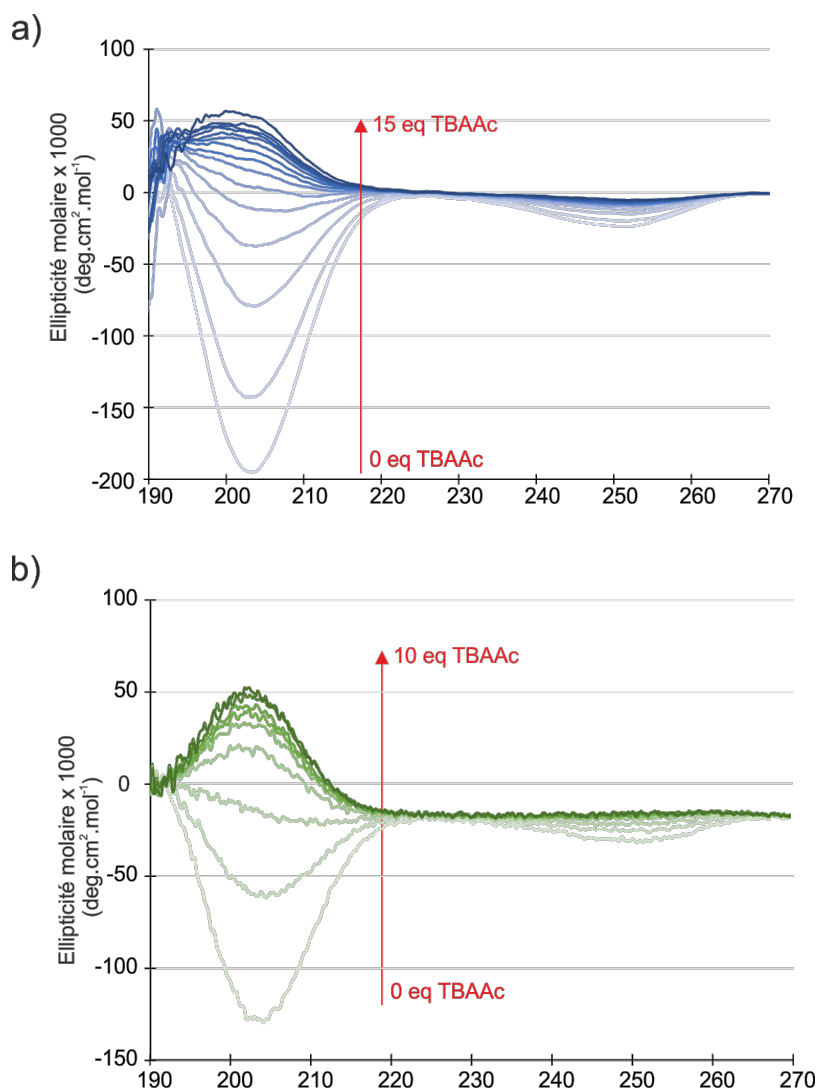 a)
100
50
0
-50
-100
-150
-200
Ellipticité molaire x 1000
(deg.cm².mol⁻¹)
15 eq TBAAc
0 eq TBAAc
190 200 210 220 230 240 250 260 270
b)
100
50
0
-50
-100
-150
Ellipticité molaire x 1000
(deg.cm².mol⁻¹)
10 eq TBAAc
0 eq TBAAc
190 200 210 220 230 240 250 260 270